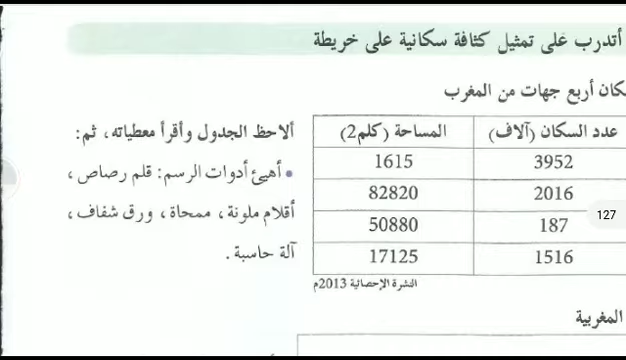 أتدرب على تمثيل كثافة سكانية على خريطة
كان أربع جهات من المغرب
عدد السكان (آلاف) المساحة (كلم2)
3952 1615
2016 82820
187 50880
1516 17125
النشرة الإحصائية 2013م
ألاحظ الجدول وأقرأ معطياته، ثم:
• أهيئ أدوات الرسم: قلم رصاص،
أقلام ملونة، ممحاة، ورق شفاف،
آلة حاسبة.
127
المغربية